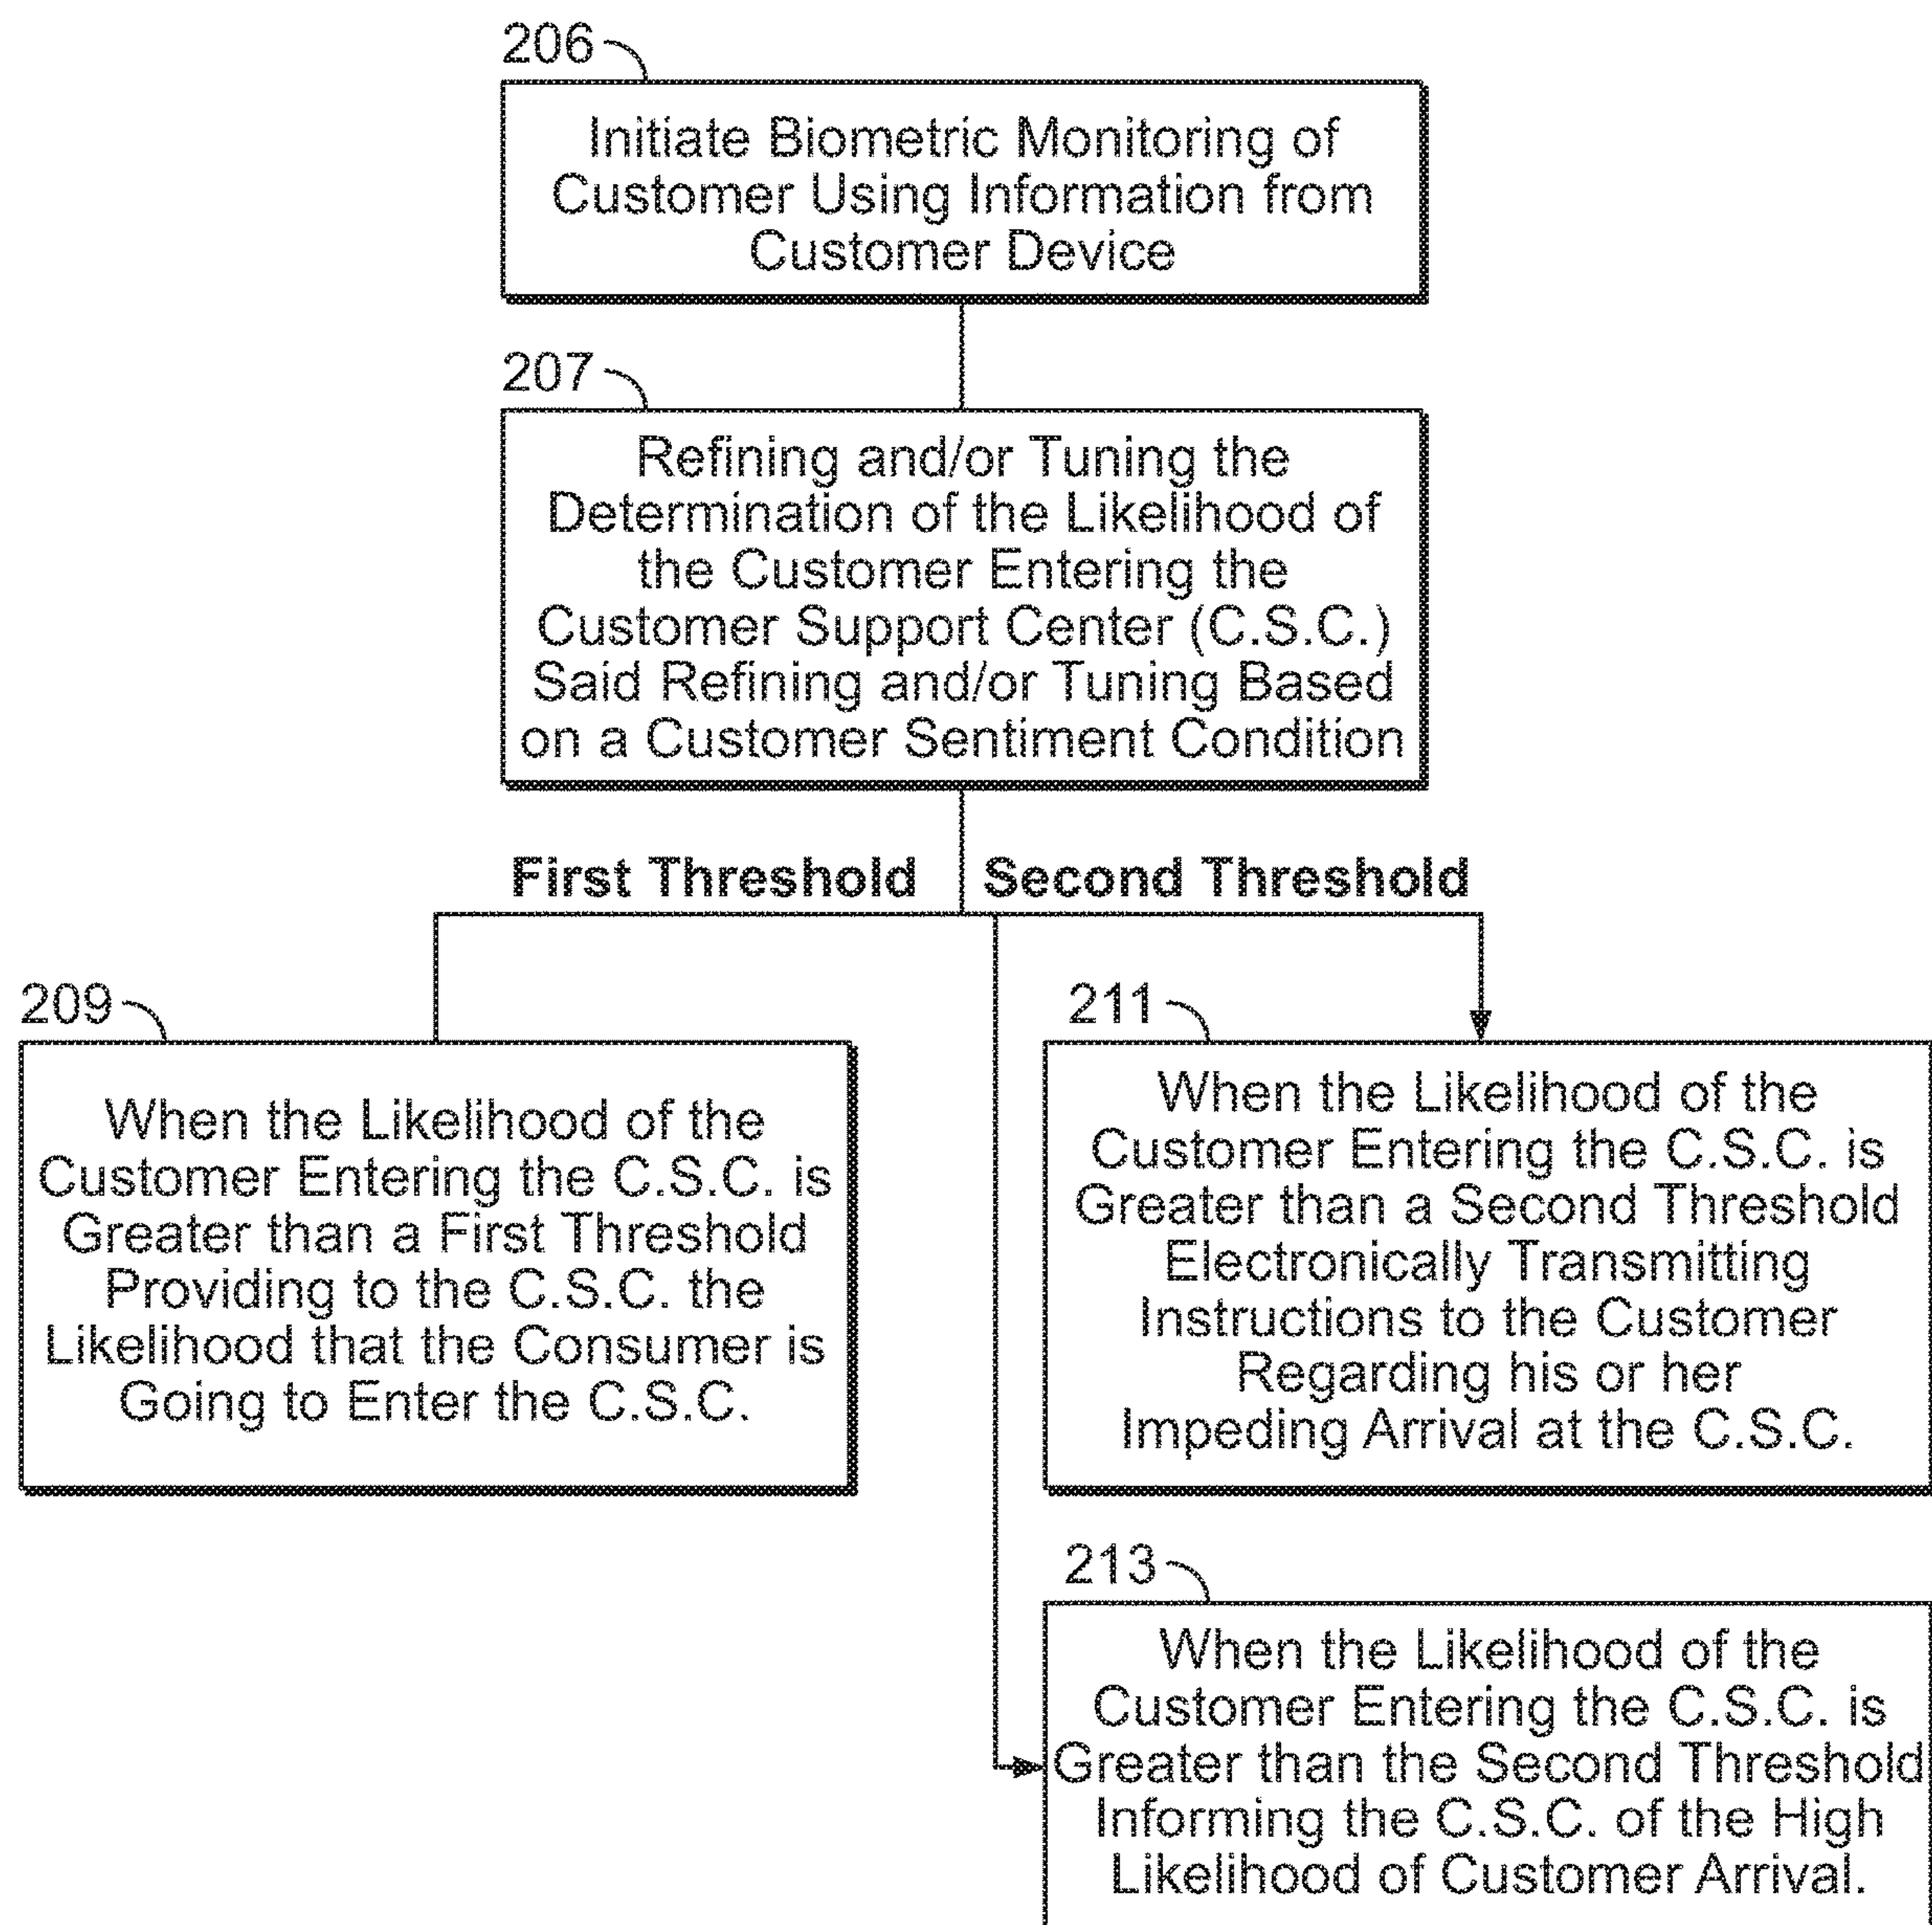 206
Initiate Biometric Monitoring of
Customer Using Information from
Customer Device
207
Refining and/or Tuning the
Determination of the Likelihood of
the Customer Entering the
Customer Support Center (C.S.C.)
Said Refining and/or Tuning Based
on a Customer Sentiment Condition
First Threshold
Second Threshold
209
When the Likelihood of the
Customer Entering the C.S.C. is
Greater than a First Threshold
Providing to the C.S.C. the
Likelihood that the Consumer is
Going to Enter the C.S.C.
211
When the Likelihood of the
Customer Entering the C.S.C. is
Greater than a Second Threshold
Electronically Transmitting
Instructions to the Customer
Regarding his or her
Impeding Arrival at the C.S.C.
213
When the Likelihood of the
Customer Entering the C.S.C. is
Greater than the Second Threshold
Informing the C.S.C. of the High
Likelihood of Customer Arrival.